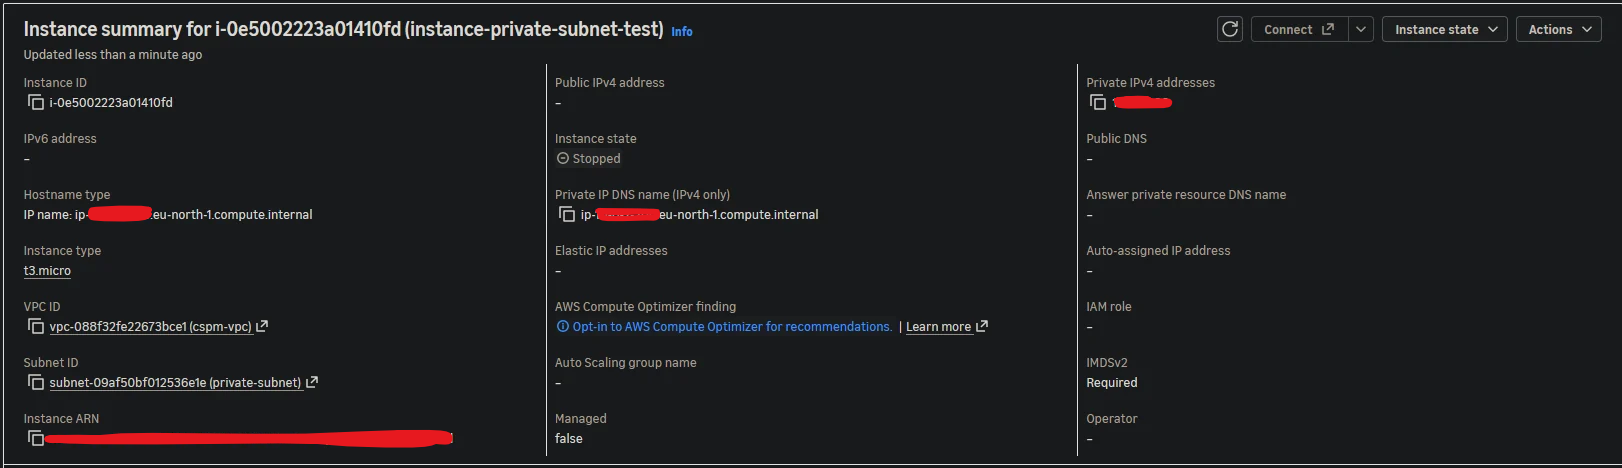 Instance summary for i-0e5002223a01410fd (instance-private-subnet-test) Info
Updated less than a minute ago
Connect
Instance state
Actions
Instance ID
i-0e5002223a01410fd
Public IPv4 address
–
Private IPv4 addresses
IPv6 address
–
Instance state
Stopped
Public DNS
–
Hostname type
IP name: ip- .eu-north-1.compute.internal
Private IP DNS name (IPv4 only)
ip- eu-north-1.compute.internal
Answer private resource DNS name
–
Instance type
t3.micro
Elastic IP addresses
–
Auto-assigned IP address
–
VPC ID
vpc-088f32fe22673bce1 (cspm-vpc)
AWS Compute Optimizer finding
Opt-in to AWS Compute Optimizer for recommendations. | Learn more
IAM role
–
Subnet ID
subnet-09af50bf012536e1e (private-subnet)
Auto Scaling group name
–
IMDSv2
Required
Instance ARN
Managed
false
Operator
–